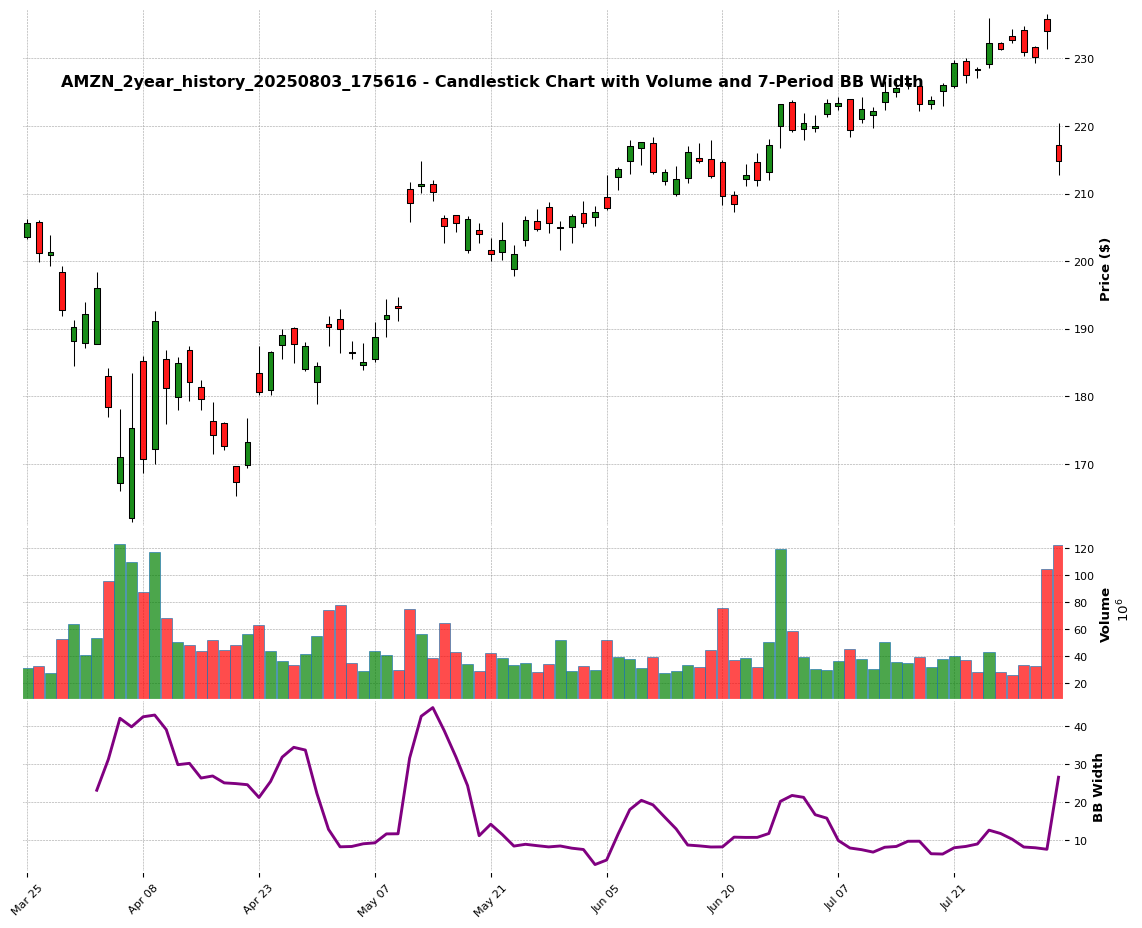 AMZN_2year_history_20250803_175616 - Candlestick Chart with Volume and 7-Period BB Width
230
220
210
200
190
180
170
Price ($)
120
100
80
60
40
20
Volume
10^6
40
30
20
10
BB Width
Mar 25
Apr 08
Apr 23
May 07
May 21
Jun 05
Jun 20
Jul 07
Jul 21